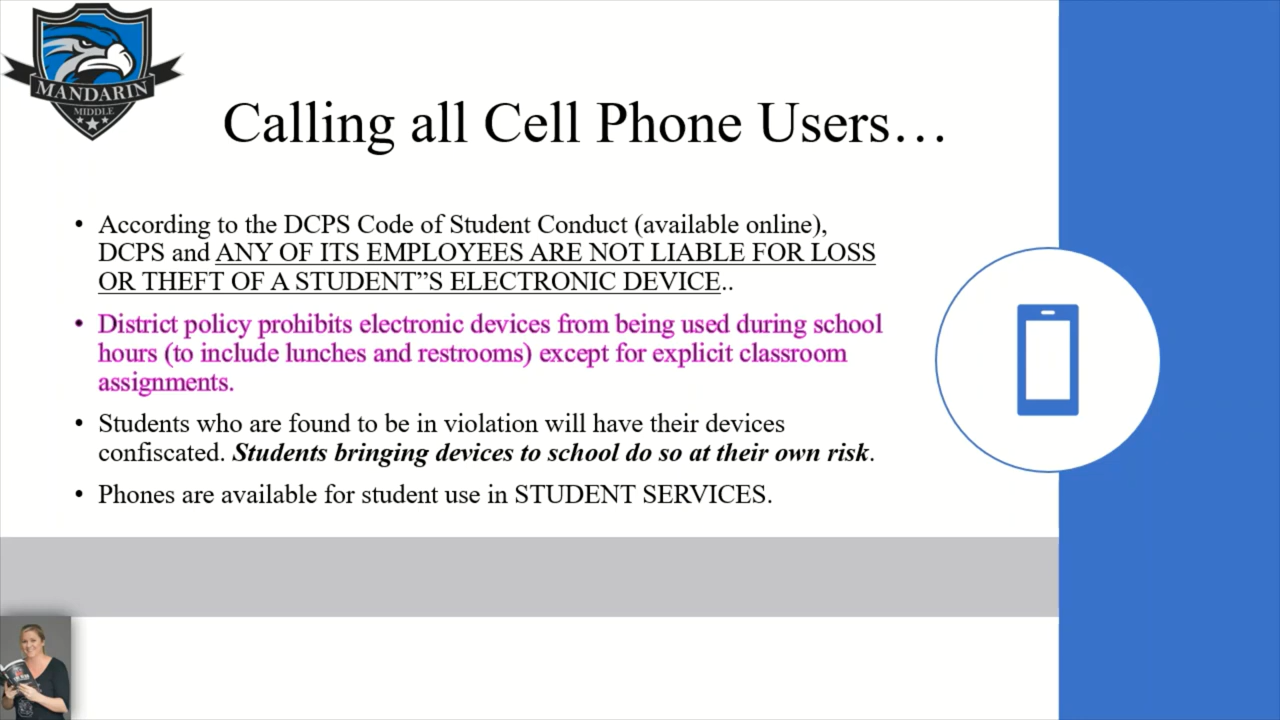 MANDARIN
MIDDLE
Calling all Cell Phone Users…
• According to the DCPS Code of Student Conduct (available online),
DCPS and ANY OF ITS EMPLOYEES ARE NOT LIABLE FOR LOSS
OR THEFT OF A STUDENT”S ELECTRONIC DEVICE..
• District policy prohibits electronic devices from being used during school
hours (to include lunches and restrooms) except for explicit classroom
assignments.
• Students who are found to be in violation will have their devices
confiscated. Students bringing devices to school do so at their own risk.
• Phones are available for student use in STUDENT SERVICES.